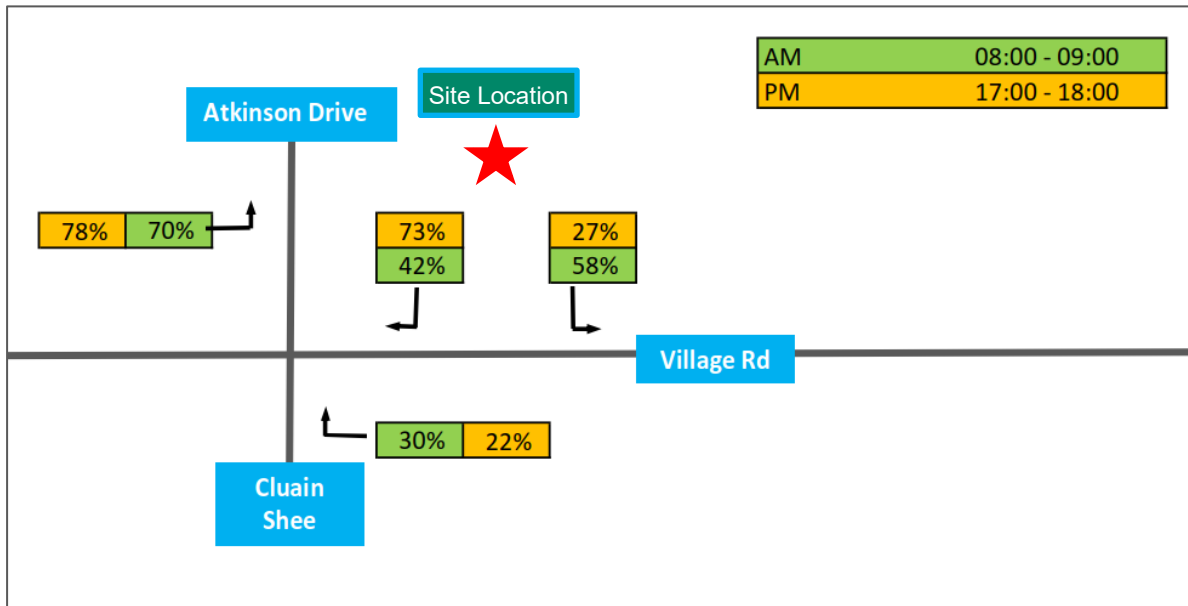 AM 08:00 - 09:00
PM 17:00 - 18:00
Site Location
Atkinson Drive
78% 70%
73%
42%
27%
58%
Village Rd
30% 22%
Cluain
Shee